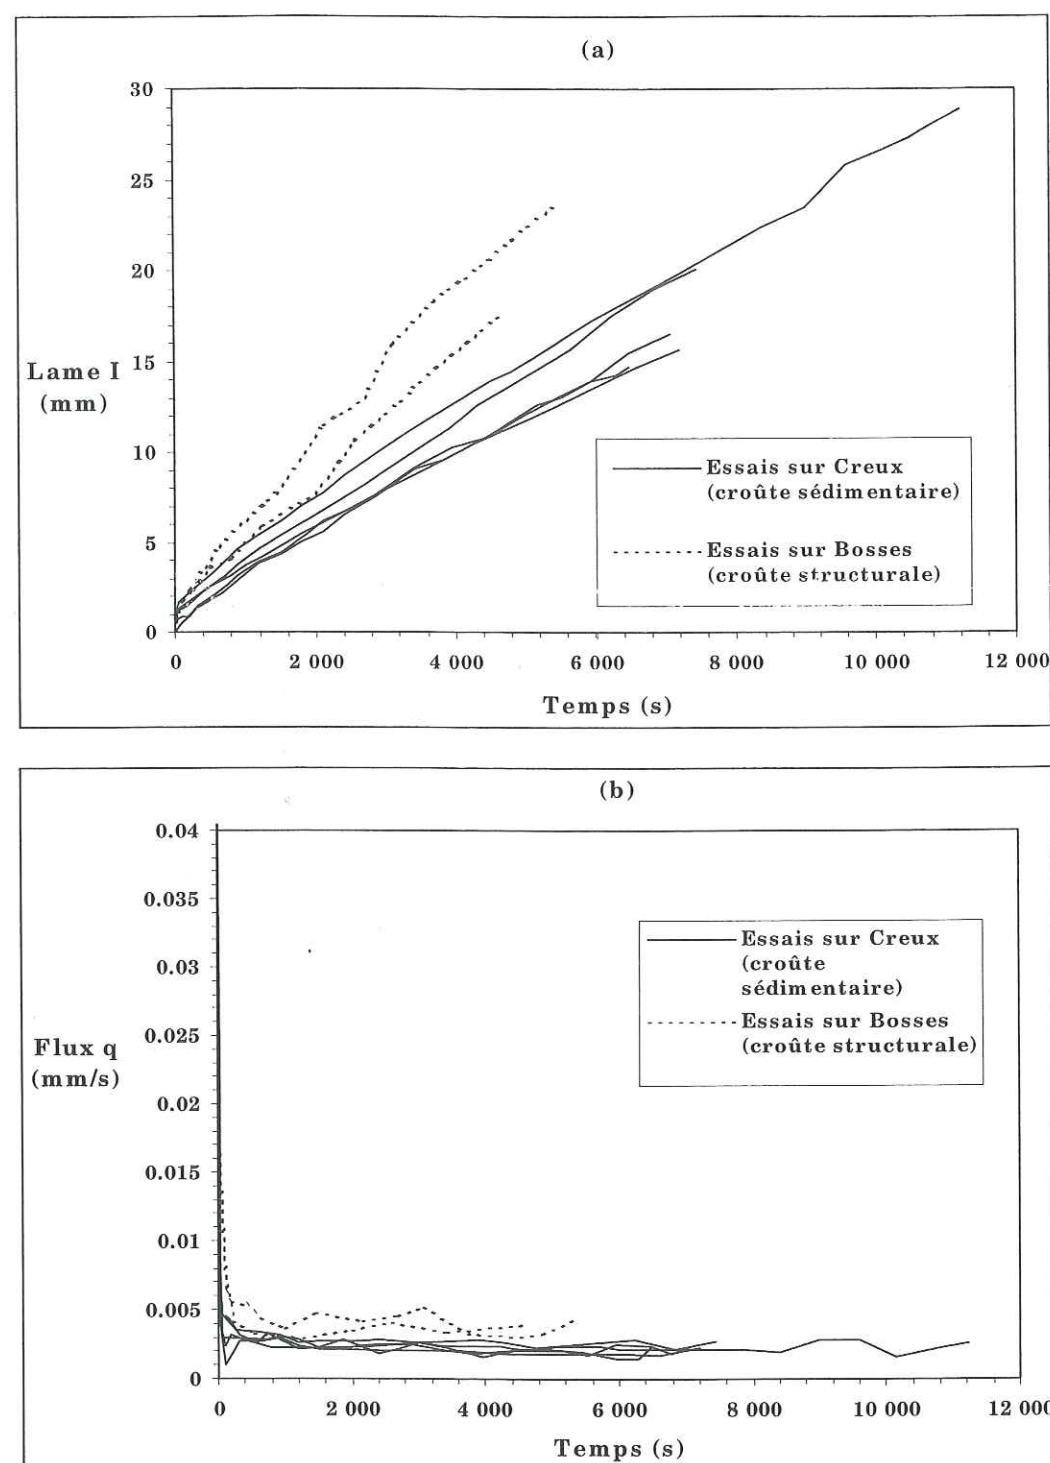 (a)
30
25
20
15
10
5
0
Lame I
(mm)
Essais sur Creux
(croûte sédimentaire)
Essais sur Bosses
(croûte structurale)
0 2 000 4 000 6 000 8 000 10 000 12 000
Temps (s)
(b)
0.04
0.035
0.03
0.025
0.02
0.015
0.01
0.005
0
Flux q
(mm/s)
Essais sur Creux
(croûte
sédimentaire)
Essais sur Bosses
(croûte structurale)
0 2 000 4 000 6 000 8 000 10 000 12 000
Temps (s)